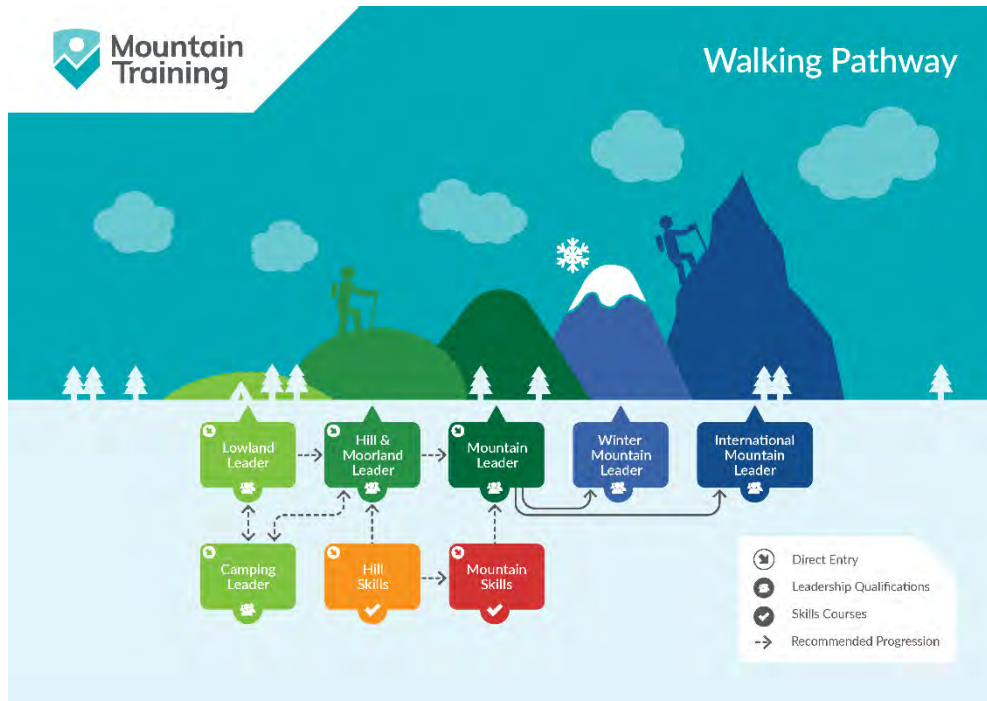 Mountain
Training
Walking Pathway
Lowland
Leader
Hill &
Moorland
Leader
Mountain
Leader
Winter
Mountain
Leader
International
Mountain
Leader
Camping
Leader
Hill
Skills
Mountain
Skills
Direct Entry
Leadership Qualifications
Skills Courses
Recommended Progression